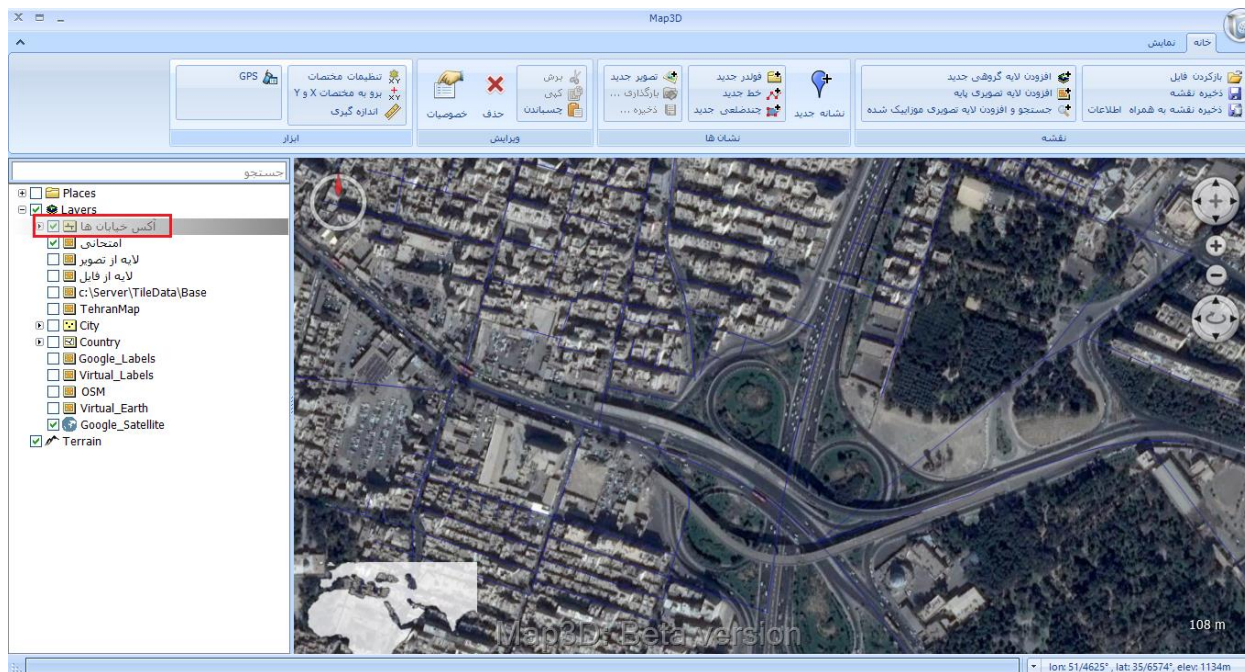 Map3D
خانه
نمایش
بازکردن فایل
ذخیره نقشه
ذخیره نقشه به همراه اطلاعات
افزودن لایه گروهی جدید
افزودن لایه تصویری پایه
جستجو و افزودن لایه تصویری موزاییک شده
نقشه
نشانه جدید
فولدر جدید
خط جدید
چندضلعی جدید
تصویر جدید
بارگذاری ...
ذخیره ...
نشان ها
برش
کپی
چسباندن
حذف
خصوصیات
ویرایش
تنظیمات مختصات
برو به مختصات X و Y
اندازه گیری
GPS
ابزار
جستجو
Places
Layers
آکس خیابان ها
امتحانی
لایه از تصویر
لایه از فایل
c:\Server\TileData\Base
TehranMap
City
Country
Google_Labels
Virtual_Labels
OSM
Virtual_Earth
Google_Satellite
Terrain
108 m
Map3D: Beta version
lon: 51/4625° , lat: 35/6574°, elev: 1134m